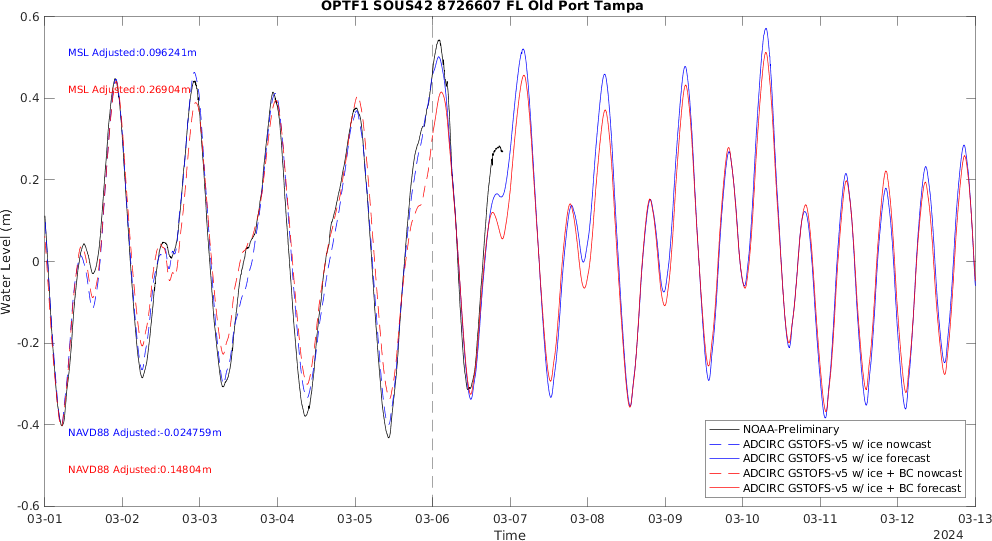 OPTF1 SOUS42 8726607 FL Old Port Tampa
MSL Adjusted:0.096241m
MSL Adjusted:0.26904m
NAVD88 Adjusted:-0.024759m
NAVD88 Adjusted:0.14804m
Water Level (m)
0.6
0.4
0.2
0
-0.2
-0.4
-0.6
NOAA-Preliminary
ADCIRC GSTOFS-v5 w/ ice nowcast
ADCIRC GSTOFS-v5 w/ ice forecast
ADCIRC GSTOFS-v5 w/ ice + BC nowcast
ADCIRC GSTOFS-v5 w/ ice + BC forecast
03-01 03-02 03-03 03-04 03-05 03-06 03-07 03-08 03-09 03-10 03-11 03-12 03-13
Time
2024